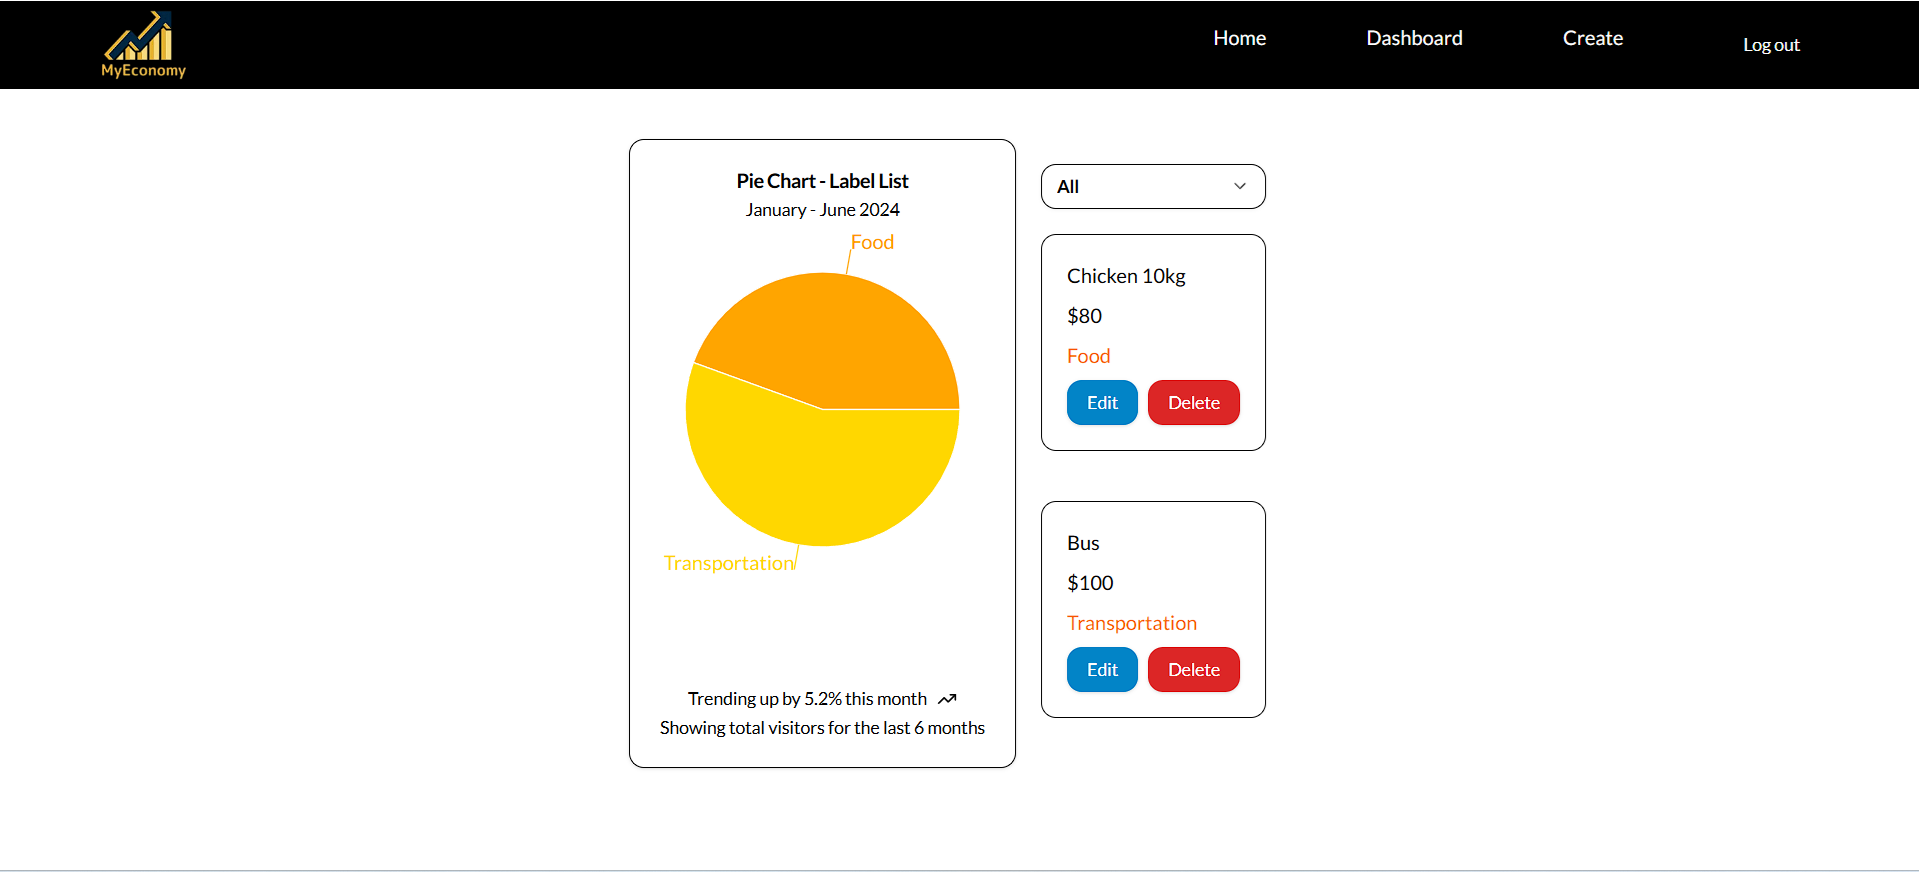 MyEconomy
Home
Dashboard
Create
Log out
Pie Chart - Label List
January - June 2024
Food
Transportation
Trending up by 5.2% this month
Showing total visitors for the last 6 months
All
Chicken 10kg
$80
Food
Edit
Delete
Bus
$100
Transportation
Edit
Delete